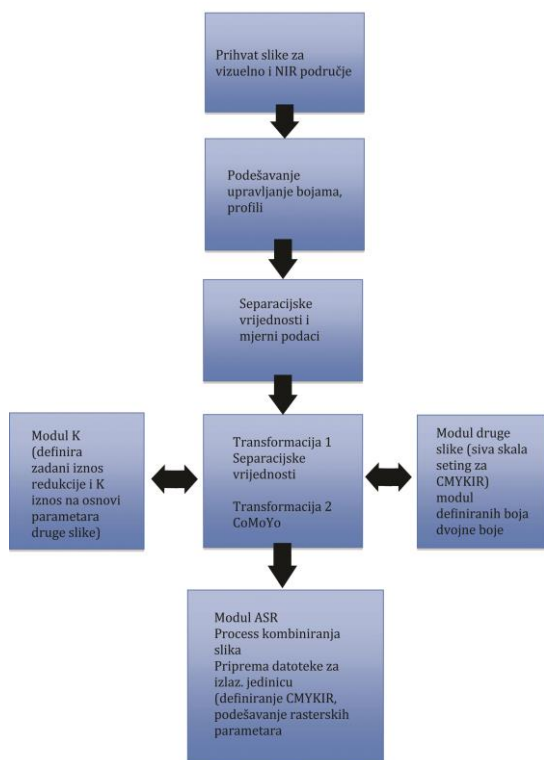 Prihvat slike za
vizuelno i NIR područje
Podešavanje
upravljanje bojama,
profili
Separacijske
vrijednosti i
mjerni podaci
Modul K
(definira
zadani iznos
redukcije i K
iznos na osnovi
parametara
druge slike)
Transformacija 1
Separacijske
vrijednosti
Transformacija 2
CoMoYo
Modul druge
slike (siva skala
seting za
CMYKIR)
modul
definiranih boja
dvojne boje
Modul ASR
Process kombiniranja
slika
Priprema datoteke za
izlaz. jedinicu
(definiranje CMYKIR,
podešavanje rasterskih
parametara